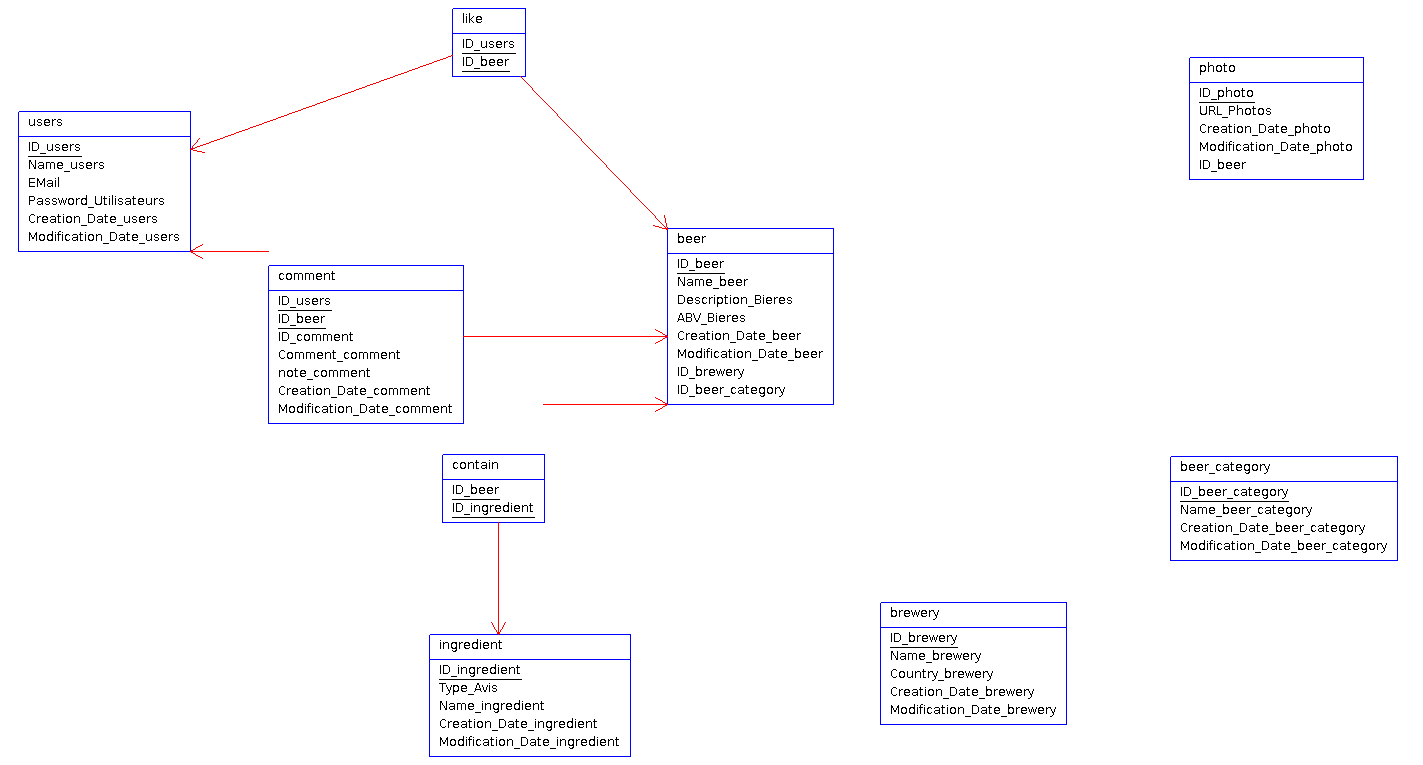 like
ID_users
ID_beer
photo
ID_photo
URL_Photos
Creation_Date_photo
Modification_Date_photo
ID_beer
users
ID_users
Name_users
EMail
Password_Utilisateurs
Creation_Date_users
Modification_Date_users
beer
ID_beer
Name_beer
Description_Bieres
ABV_Bieres
Creation_Date_beer
Modification_Date_beer
ID_brewery
ID_beer_category
comment
ID_users
ID_beer
ID_comment
Comment_comment
note_comment
Creation_Date_comment
Modification_Date_comment
contain
ID_beer
ID_ingredient
beer_category
ID_beer_category
Name_beer_category
Creation_Date_beer_category
Modification_Date_beer_category
brewery
ID_brewery
Name_brewery
Country_brewery
Creation_Date_brewery
Modification_Date_brewery
ingredient
ID_ingredient
Type_Avis
Name_ingredient
Creation_Date_ingredient
Modification_Date_ingredient